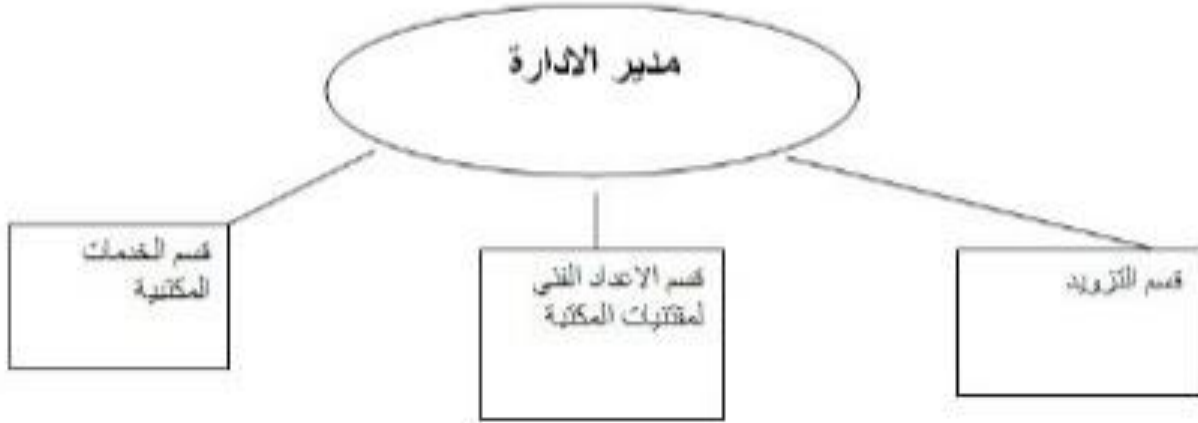 مدير الادارة
قسم التزويد
قسم الاعداد الفني
لمقتنيات المكتبة
قسم الخدمات
المكتبية